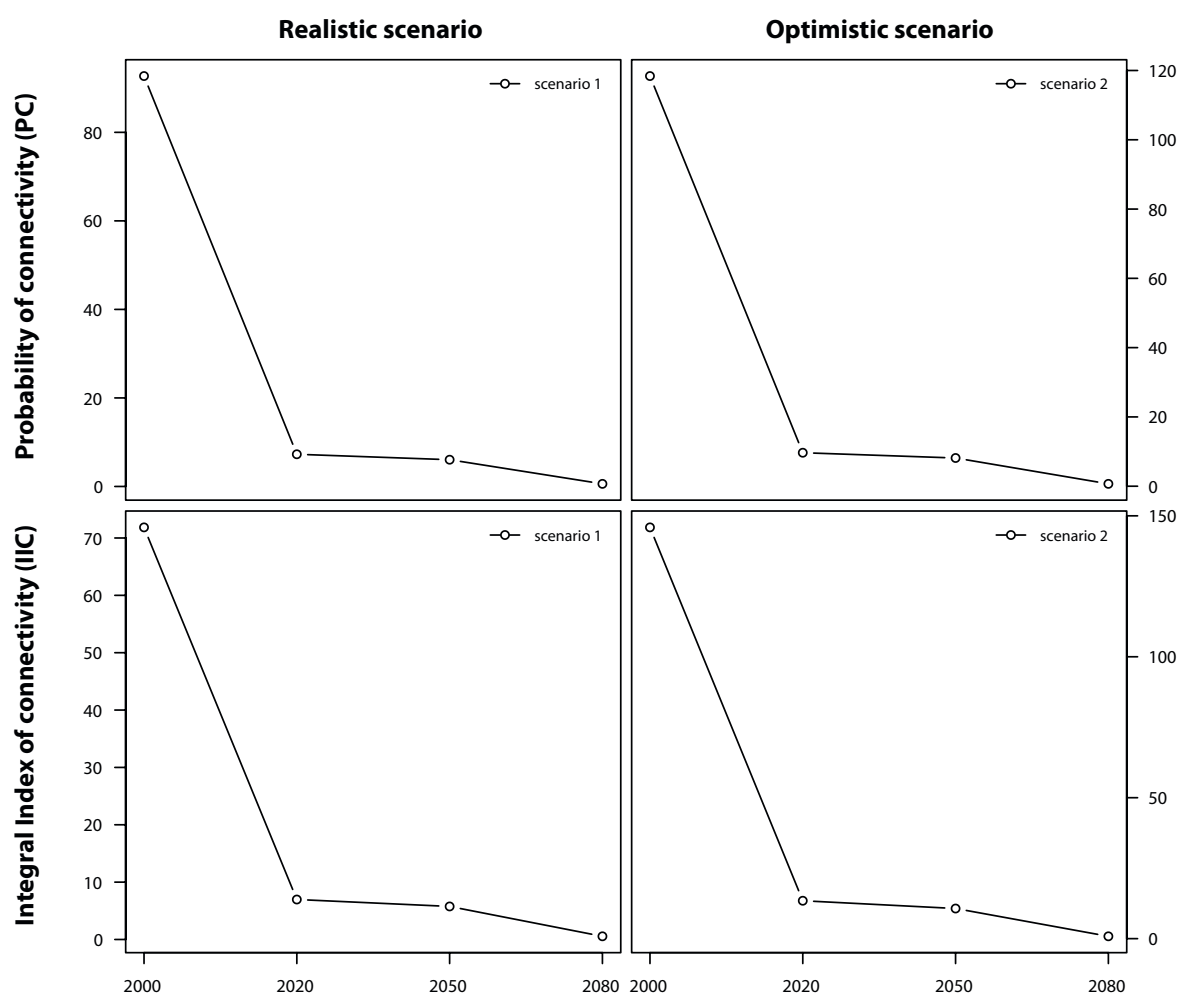 Realistic scenario
Optimistic scenario
Probability of connectivity (PC)
scenario 1
80
60
40
20
0
scenario 2
120
100
80
60
40
20
0
Integral Index of connectivity (IIC)
scenario 1
70
60
50
40
30
20
10
0
scenario 2
150
100
50
0
2000 2020 2050 2080
2000 2020 2050 2080